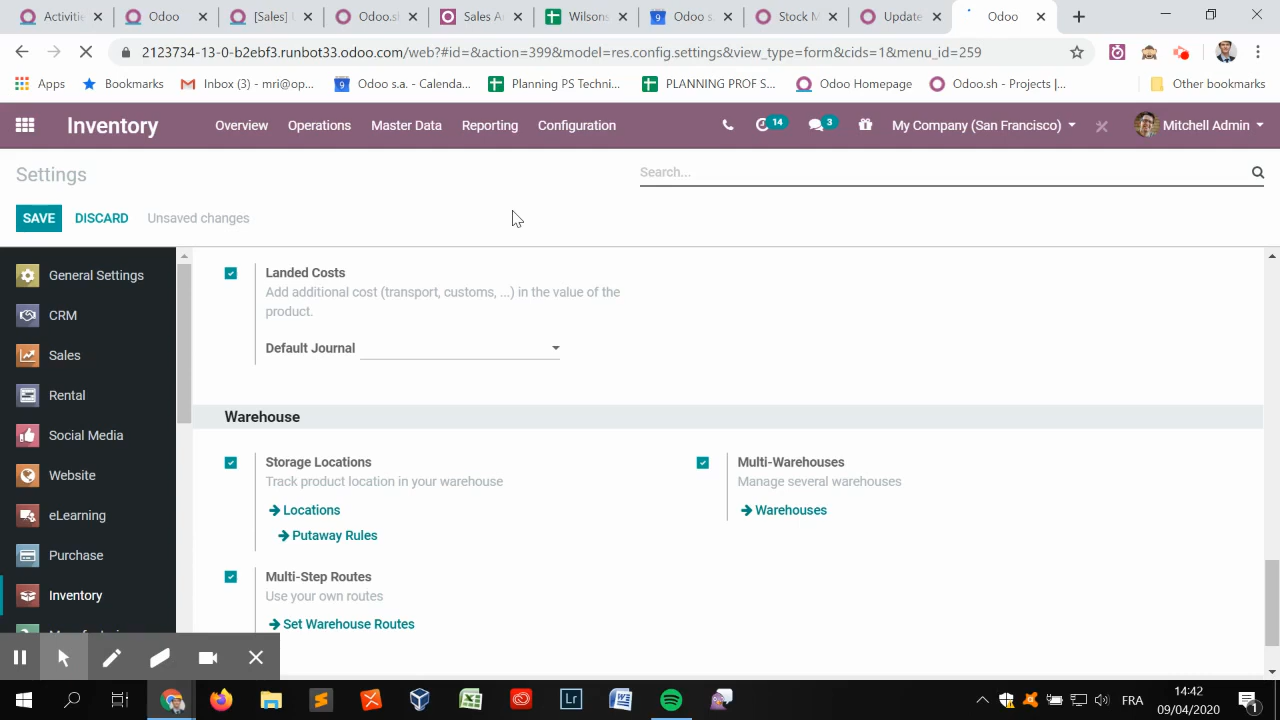 Activitie
Odoo
[Sales
Odoo.s
Sales A
Wilsons
Odoo s
Stock M
Update
Odoo
2123734-13-0-b2ebf3.runbot33.odoo.com/web?#id=&action=399&model=res.config.settings&view_type=form&cids=1&menu_id=259
Apps
Bookmarks
Inbox (3) - mri@op...
Odoo s.a. - Calenda...
Planning PS Techni...
PLANNING PROF S...
Odoo Homepage
Odoo.sh - Projects |...
Other bookmarks
Inventory
Overview
Operations
Master Data
Reporting
Configuration
14
3
My Company (San Francisco)
Mitchell Admin
Settings
Search...
SAVE
DISCARD
Unsaved changes
General Settings
CRM
Sales
Rental
Social Media
Website
eLearning
Purchase
Inventory
Landed Costs
Add additional cost (transport, customs, ...) in the value of the
product.
Default Journal
Warehouse
Storage Locations
Track product location in your warehouse
Locations
Putaway Rules
Multi-Warehouses
Manage several warehouses
Warehouses
Multi-Step Routes
Use your own routes
Set Warehouse Routes
FRA
14:42
09/04/2020
1